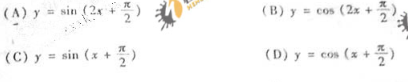 (A) y = sin (2x + π/2) (B) y = cos (2x + π/2)
(C) y = sin (x + π/2) (D) y = cos (x + π/2)